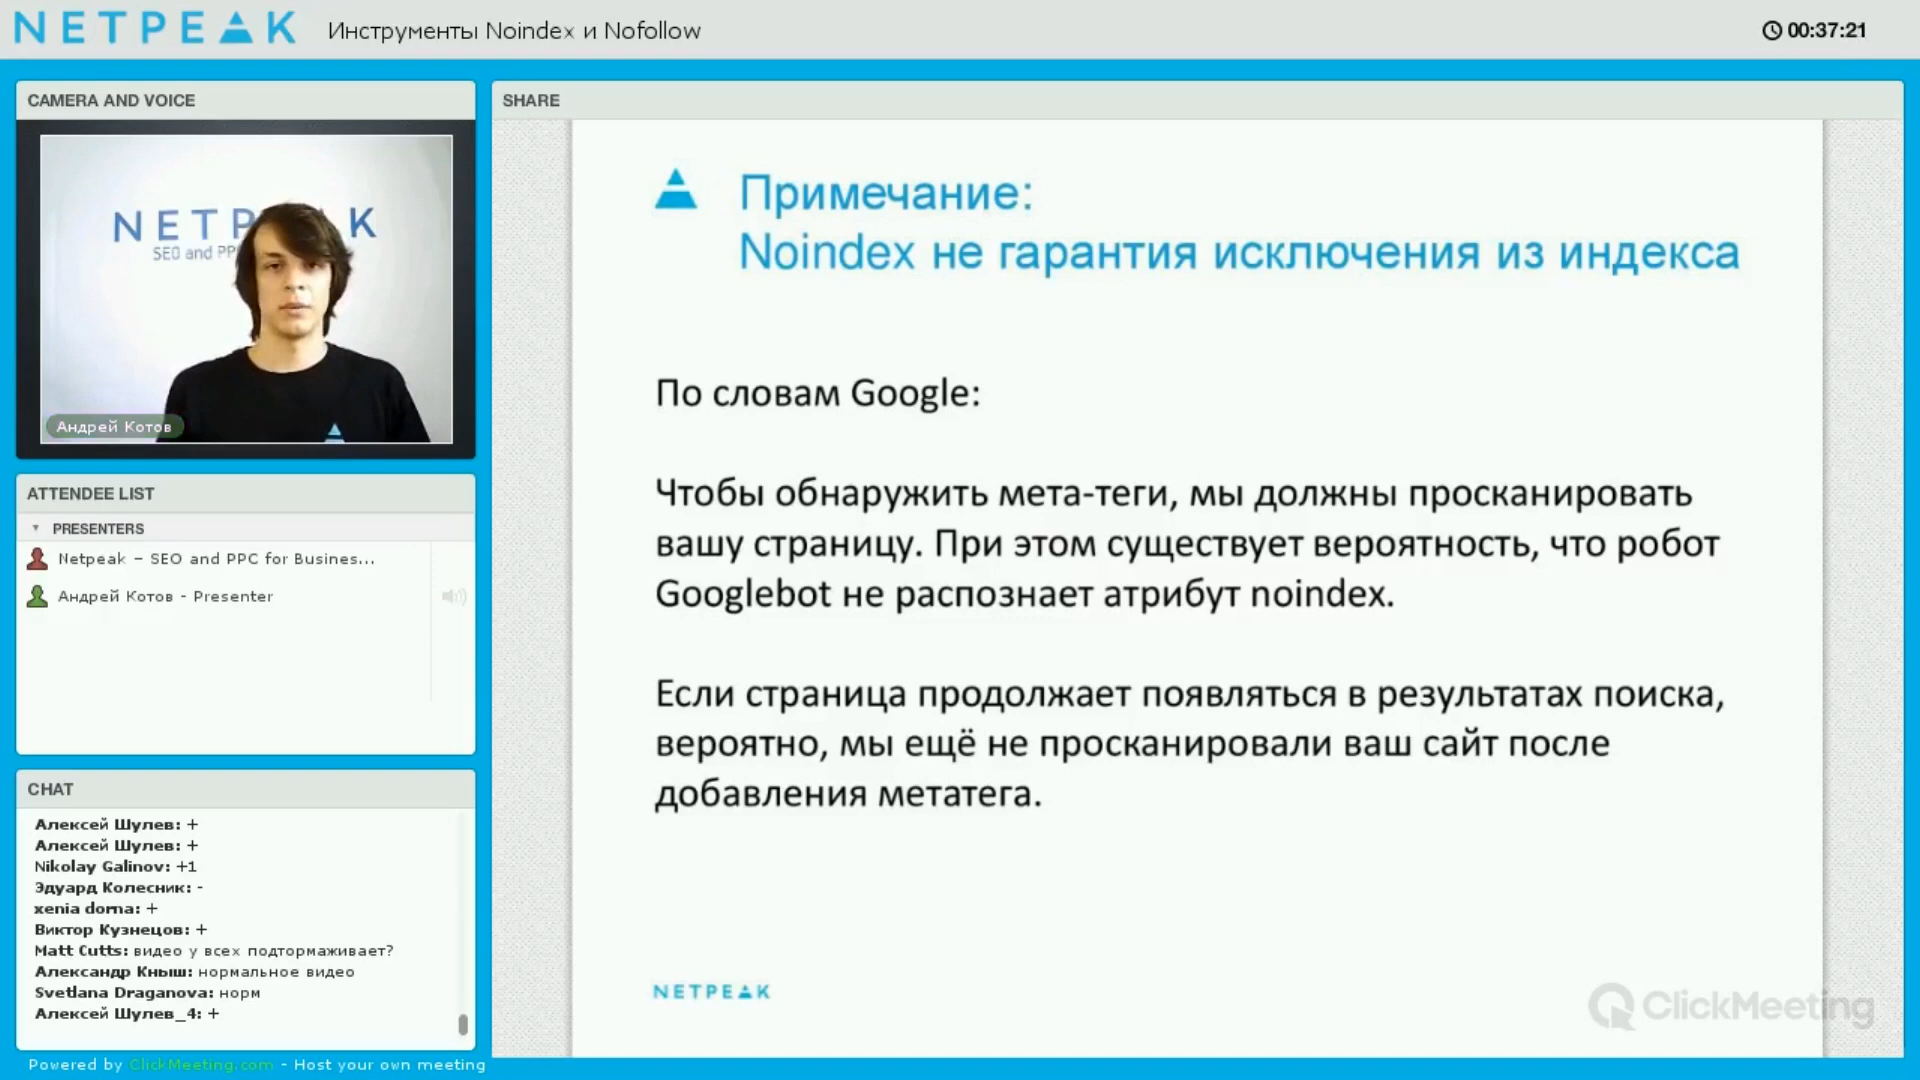 NETPEAK
Инструменты Noindex и Nofollow
00:37:21
CAMERA AND VOICE
NETPEAK
SEO and PP
Андрей Котов
ATTENDEE LIST
PRESENTERS
Netpeak – SEO and PPC for Busines...
Андрей Котов - Presenter
CHAT
Алексей Шулев: +
Алексей Шулев: +
Nikolay Galinov: +1
Эдуард Колесник: -
xenia doma: +
Виктор Кузнецов: +
Matt Cutts: видео у всех подтормаживает?
Александр Кныш: нормальное видео
Svetlana Draganova: норм
Алексей Шулев_4: +
Powered by ClickMeeting.com - Host your own meeting
SHARE
Примечание:
Noindex не гарантия исключения из индекса
По словам Google:
Чтобы обнаружить мета-теги, мы должны просканировать
вашу страницу. При этом существует вероятность, что робот
Googlebot не распознает атрибут noindex.
Если страница продолжает появляться в результатах поиска,
вероятно, мы ещё не просканировали ваш сайт после
добавления метатега.
NETPEAK
ClickMeeting